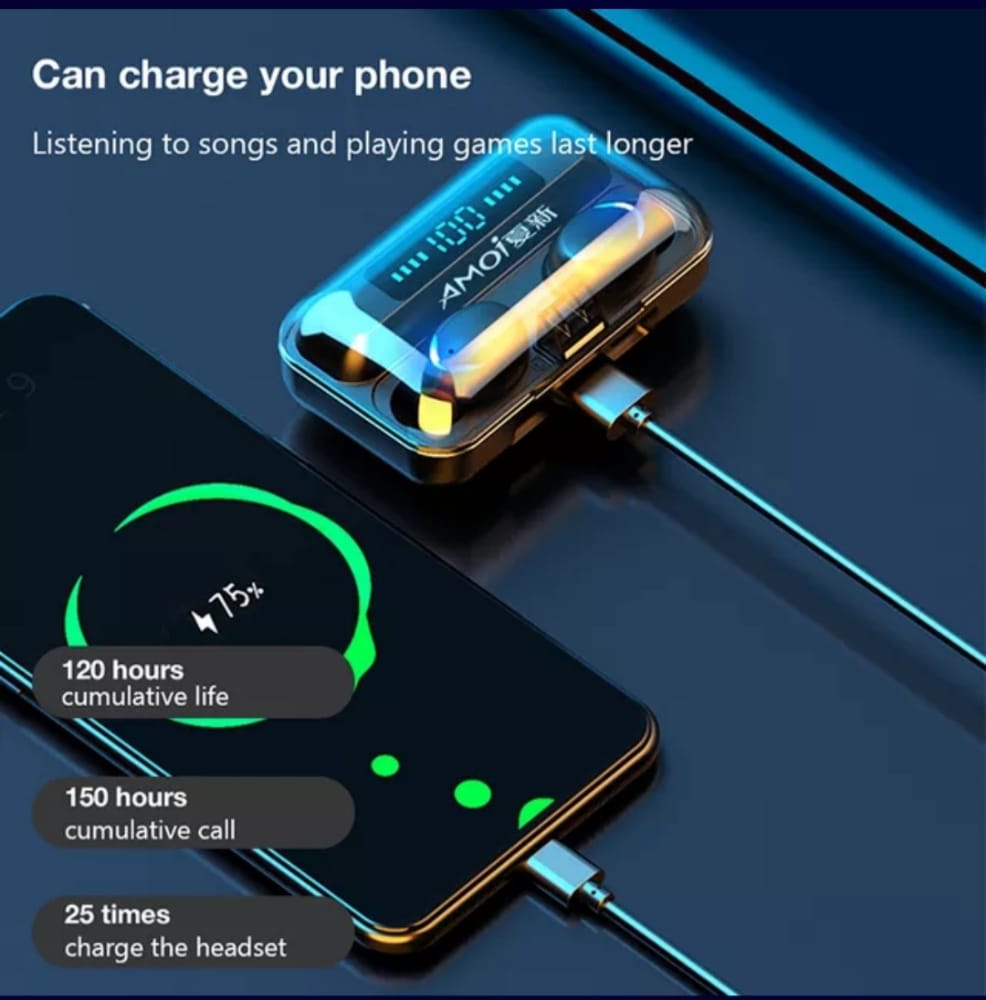 Can charge your phone
Listening to songs and playing games last longer
100
AMOi夏新
75%
120 hours
cumulative life
150 hours
cumulative call
25 times
charge the headset